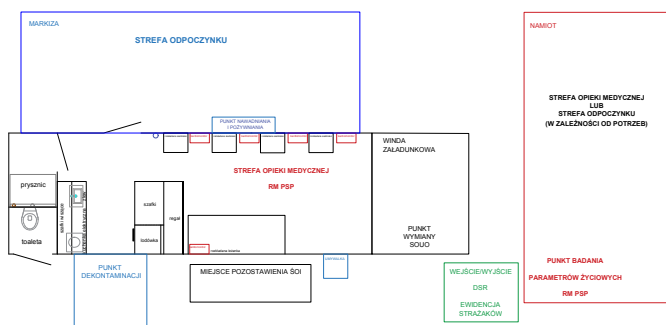 MARKIZA
STREFA ODPOCZYNKU
NAMIOT
STREFA OPIEKI MEDYCZNEJ
LUB
STREFA ODPOCZYNKU
(W ZALEŻNOŚCI OD POTRZEB)
PUNKT NAWADNIANIA
I POŻYWIANIA
WINDA
ZAŁADUNKOWA
STREFA OPIEKI MEDYCZNEJ
RM PSP
prysznic
szafki
regał
toaleta
lodówka
PUNKT
WYMIANY
SOUO
PUNKT
DEKONTAMINACJI
MIEJSCE POZOSTAWIENIA ŚOI
WEJŚCIE/WYJŚCIE
DSR
EWIDENCJA
STRAŻAKÓW
PUNKT BADANIA
PARAMETRÓW ŻYCIOWYCH
RM PSP